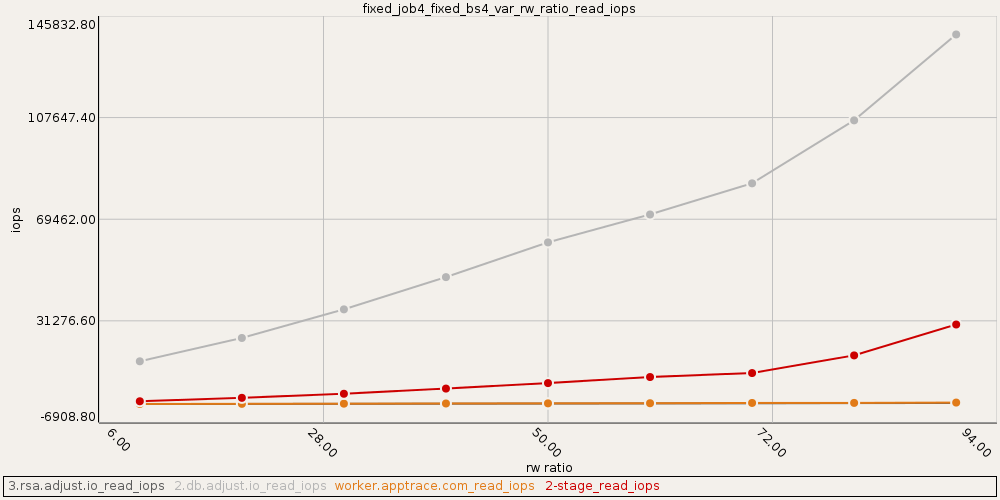 fixed_job4_fixed_bs4_var_rw_ratio_read_iops
145832.80
107647.40
69462.00
iops
31276.60
-6908.80
6.00 28.00 50.00 72.00 94.00
rw ratio
3.rsa.adjust.io_read_iops 2.db.adjust.io_read_iops worker.apptrace.com_read_iops 2-stage_read_iops